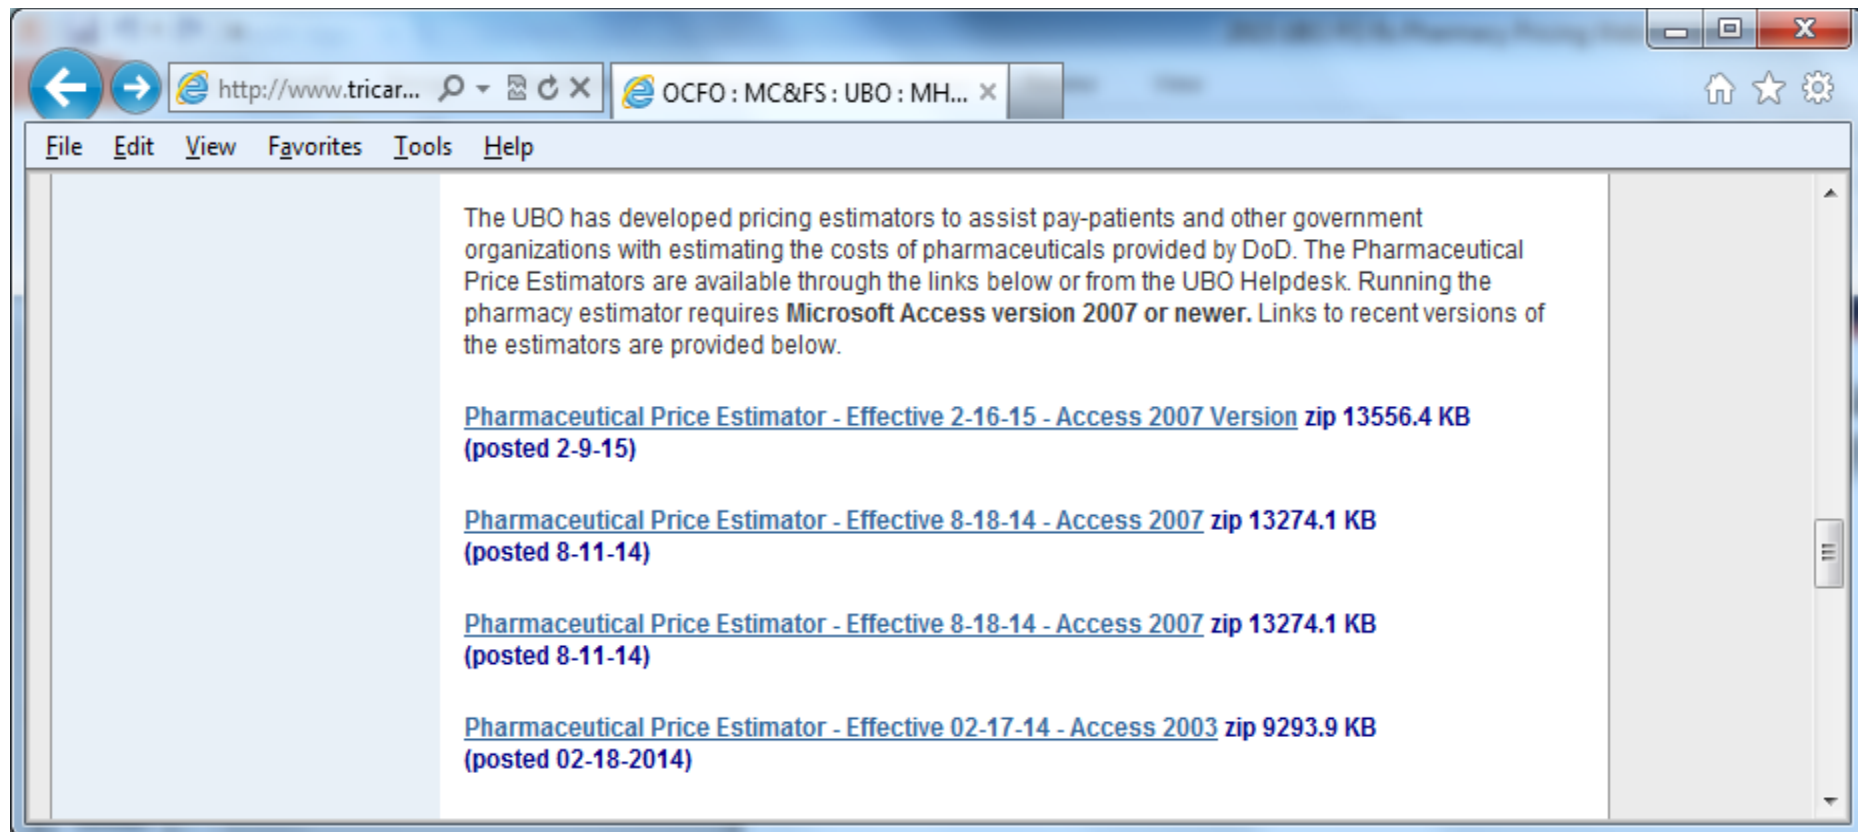 http://www.tricar...
OCFO : MC&FS : UBO : MH...
File Edit View Favorites Tools Help
The UBO has developed pricing estimators to assist pay-patients and other government
organizations with estimating the costs of pharmaceuticals provided by DoD. The Pharmaceutical
Price Estimators are available through the links below or from the UBO Helpdesk. Running the
pharmacy estimator requires Microsoft Access version 2007 or newer. Links to recent versions of
the estimators are provided below.
Pharmaceutical Price Estimator - Effective 2-16-15 - Access 2007 Version zip 13556.4 KB
(posted 2-9-15)
Pharmaceutical Price Estimator - Effective 8-18-14 - Access 2007 zip 13274.1 KB
(posted 8-11-14)
Pharmaceutical Price Estimator - Effective 8-18-14 - Access 2007 zip 13274.1 KB
(posted 8-11-14)
Pharmaceutical Price Estimator - Effective 02-17-14 - Access 2003 zip 9293.9 KB
(posted 02-18-2014)